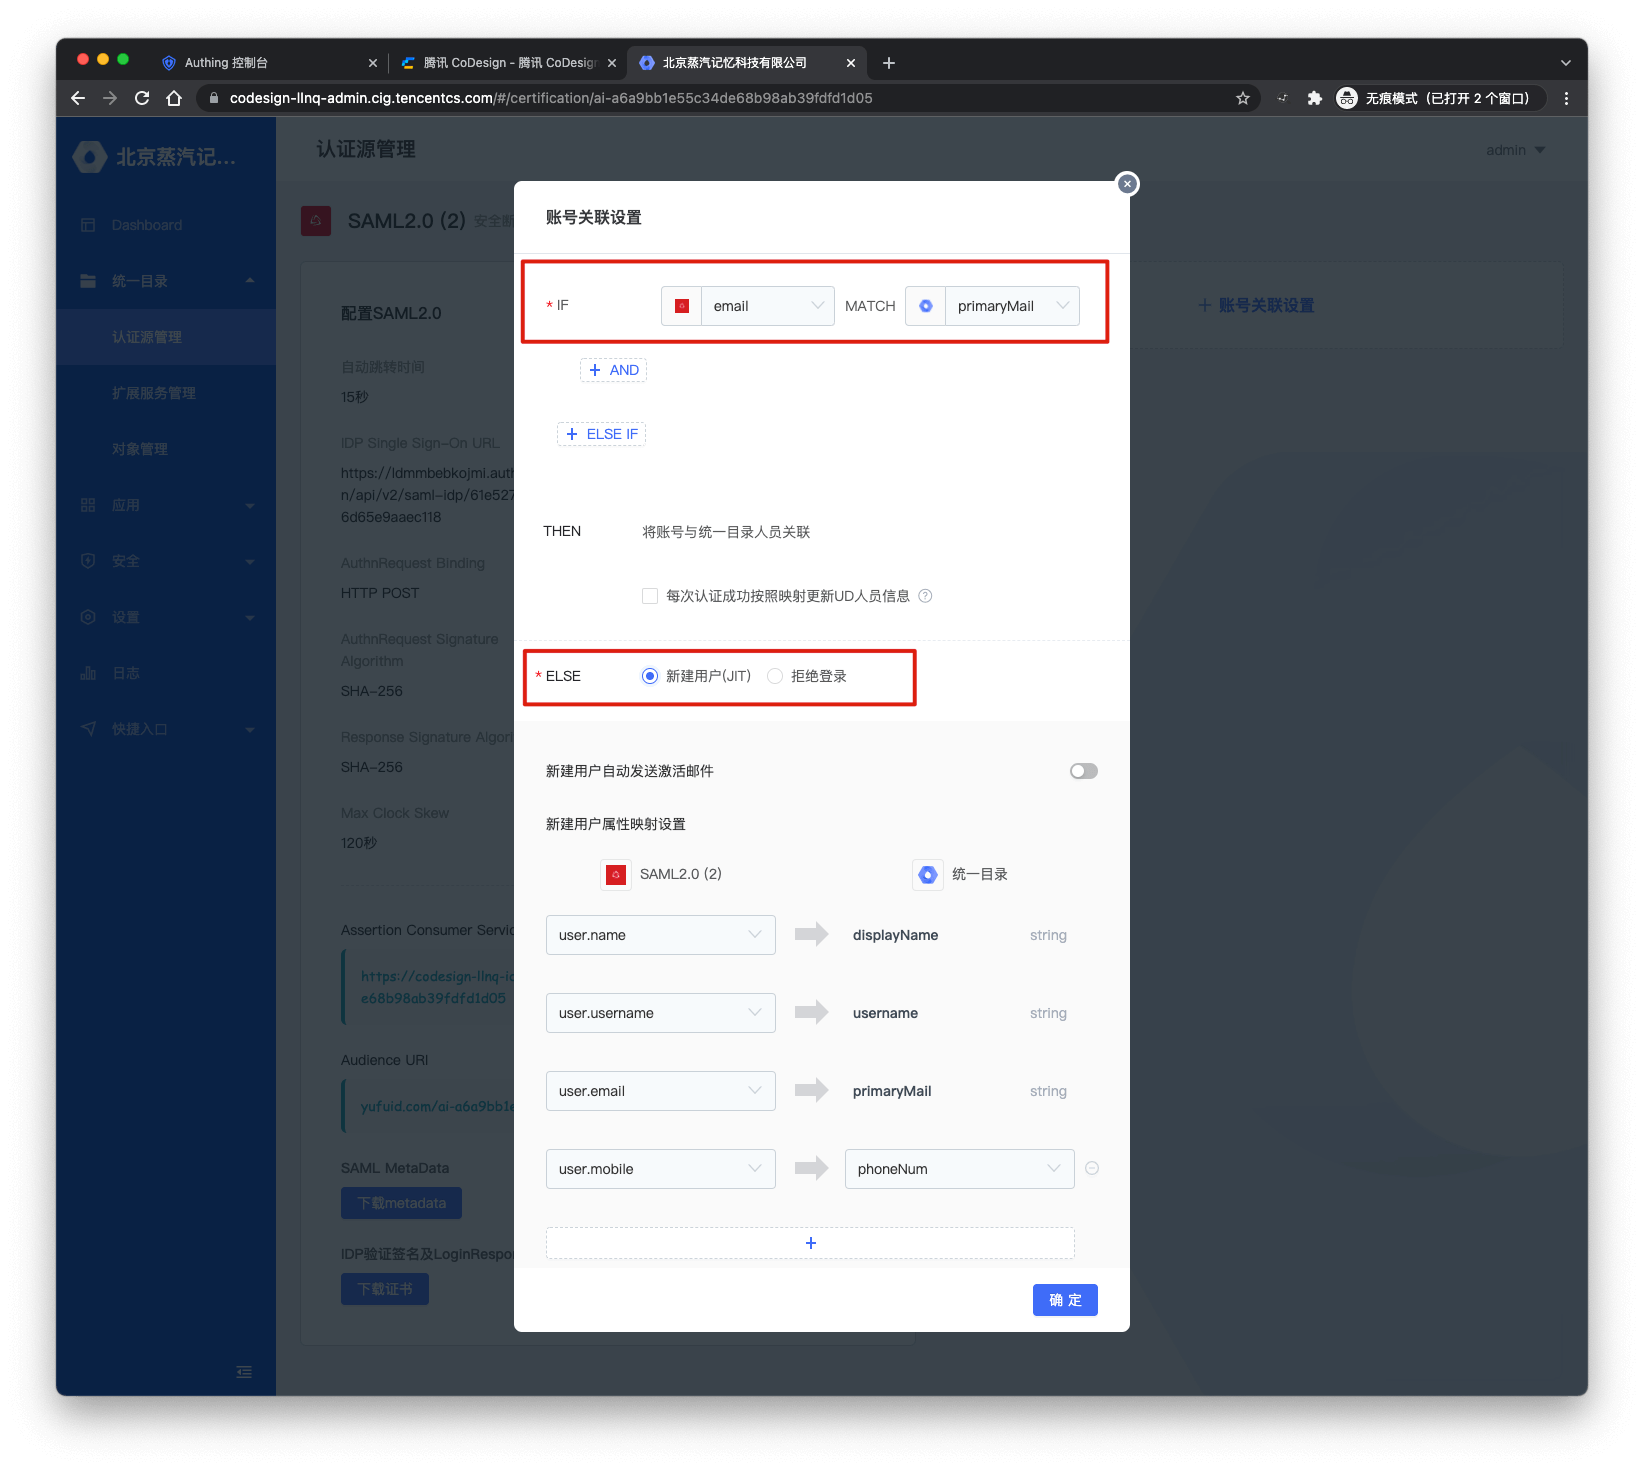 Authing 控制台
腾讯 CoDesign - 腾讯 CoDesign
北京蒸汽记忆科技有限公司
codesign-llnq-admin.cig.tencentcs.com/#/certification/ai-a6a9bb1e55c34de68b98ab39fdfd1d05
无痕模式（已打开 2 个窗口）
北京蒸汽记...
认证源管理
admin
Dashboard
统一目录
认证源管理
扩展服务管理
对象管理
应用
安全
设置
日志
快捷入口
SAML2.0 (2)
配置SAML2.0
自动跳转时间
15秒
IDP Single Sign-On URL
https://ldmmbebkojmi.auth
n/api/v2/saml-idp/61e527
6d65e9aaec118
AuthnRequest Binding
HTTP POST
AuthnRequest Signature
Algorithm
SHA-256
Response Signature Algori
SHA-256
Max Clock Skew
120秒
Assertion Consumer Servic
https://codesign-llnq-id
e68b98ab39fdfd1d05
Audience URI
yufuid.com/ai-a6a9bb1e
SAML MetaData
下载metadata
IDP验证签名及LoginRespon
下载证书
+ 账号关联设置
账号关联设置
* IF email MATCH primaryMail
+ AND
+ ELSE IF
THEN 将账号与统一目录人员关联
每次认证成功按照映射更新UD人员信息 ?
* ELSE 新建用户(JIT) 拒绝登录
新建用户自动发送激活邮件
新建用户属性映射设置
SAML2.0 (2) 统一目录
user.name displayName string
user.username username string
user.email primaryMail string
user.mobile phoneNum
+
确 定